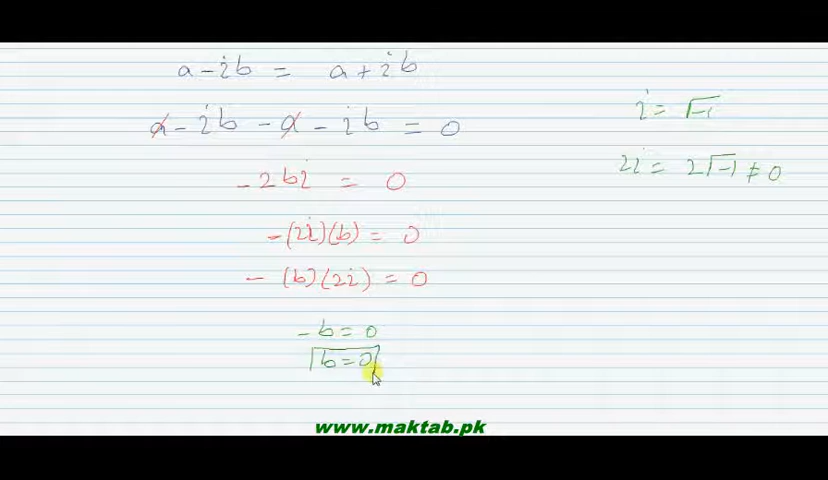 a - ib = a + ib
a - ib - a - ib = 0
- 2bi = 0
- (2i)(b) = 0
- (b)(2i) = 0
- b = 0
b = 0
i = √-1
2i = 2√-1 ≠ 0
www.maktab.pk